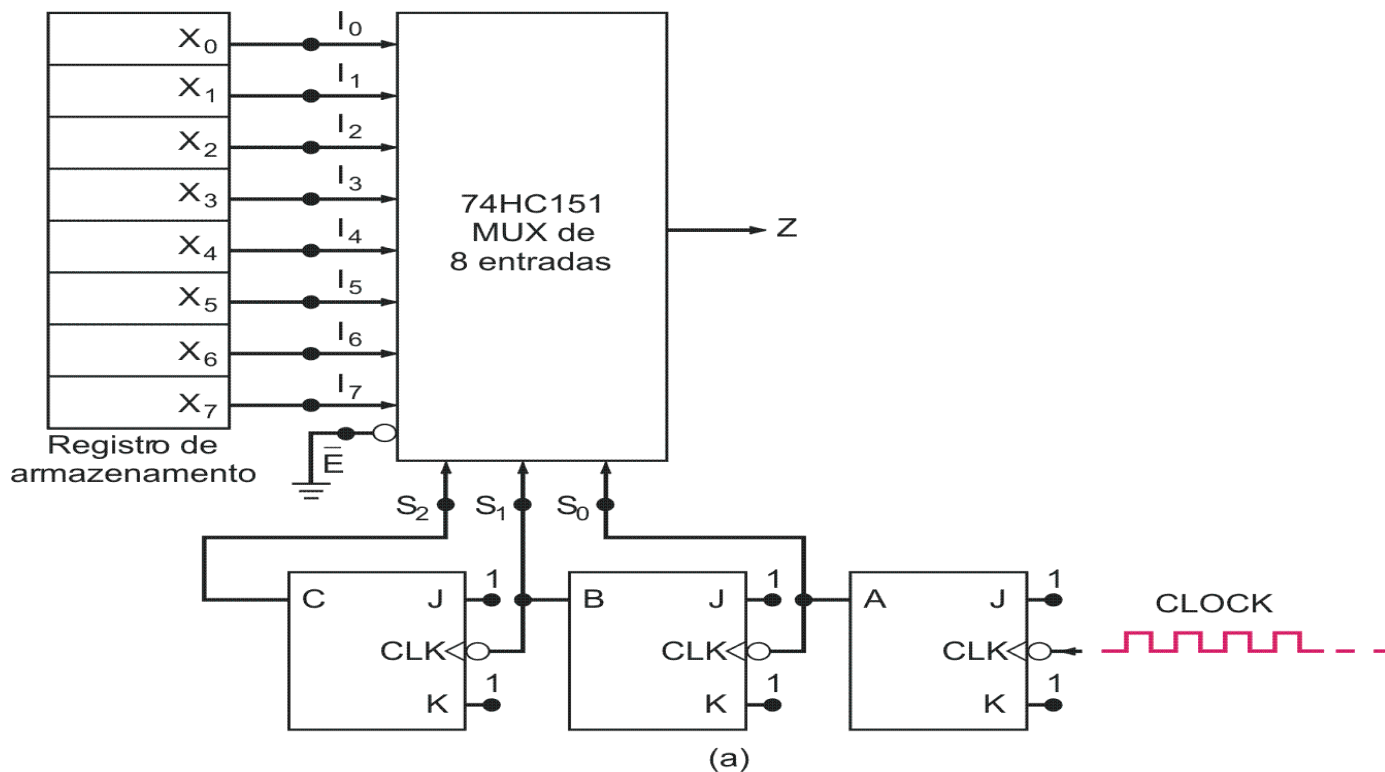 X₀ I₀
X₁ I₁
X₂ I₂
X₃ I₃
X₄ I₄
X₅ I₅
X₆ I₆
X₇ I₇
74HC151
MUX de
8 entradas
Z
Registro de
armazenamento
E̅
S₂ S₁ S₀
C J 1
CLK
K 1
B J 1
CLK
K 1
A J 1
CLK
K 1
CLOCK
(a)